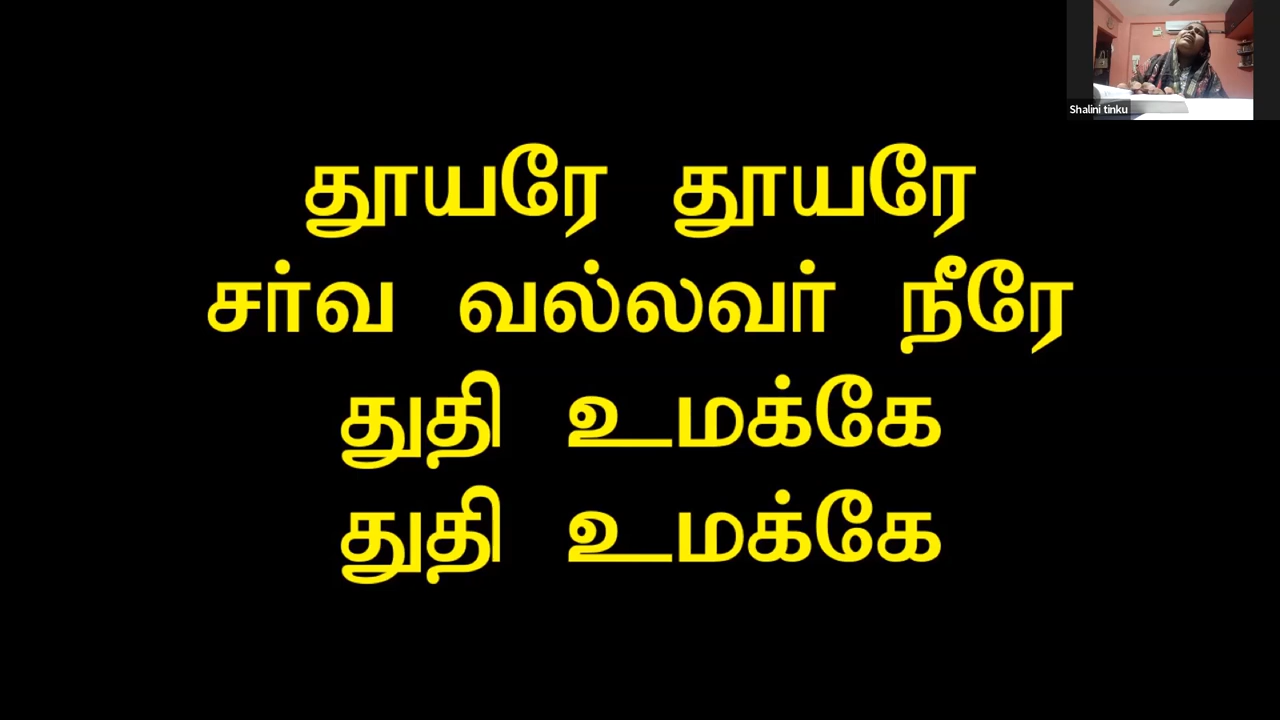 Shalini tinku
தூயரே தூயரே
சர்வ வல்லவர் நீரே
துதி உமக்கே
துதி உமக்கே